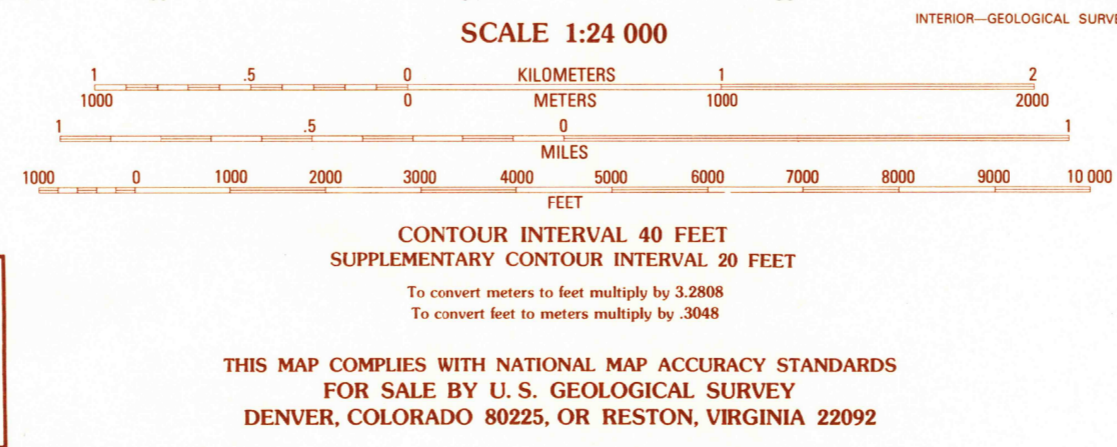 INTERIOR—GEOLOGICAL
SCALE 1:24 000
1 .5 0 KILOMETERS 1 2
1000 0 METERS 1000 2000
1 .5 0 1
MILES
1000 0 1000 2000 3000 4000 5000 6000 7000 8000 9000 10 000
FEET
CONTOUR INTERVAL 40 FEET
SUPPLEMENTARY CONTOUR INTERVAL 20 FEET
To convert meters to feet multiply by 3.2808
To convert feet to meters multiply by .3048
THIS MAP COMPLIES WITH NATIONAL MAP ACCURACY STANDARDS
FOR SALE BY U. S. GEOLOGICAL SURVEY
DENVER, COLORADO 80225, OR RESTON, VIRGINIA 22092